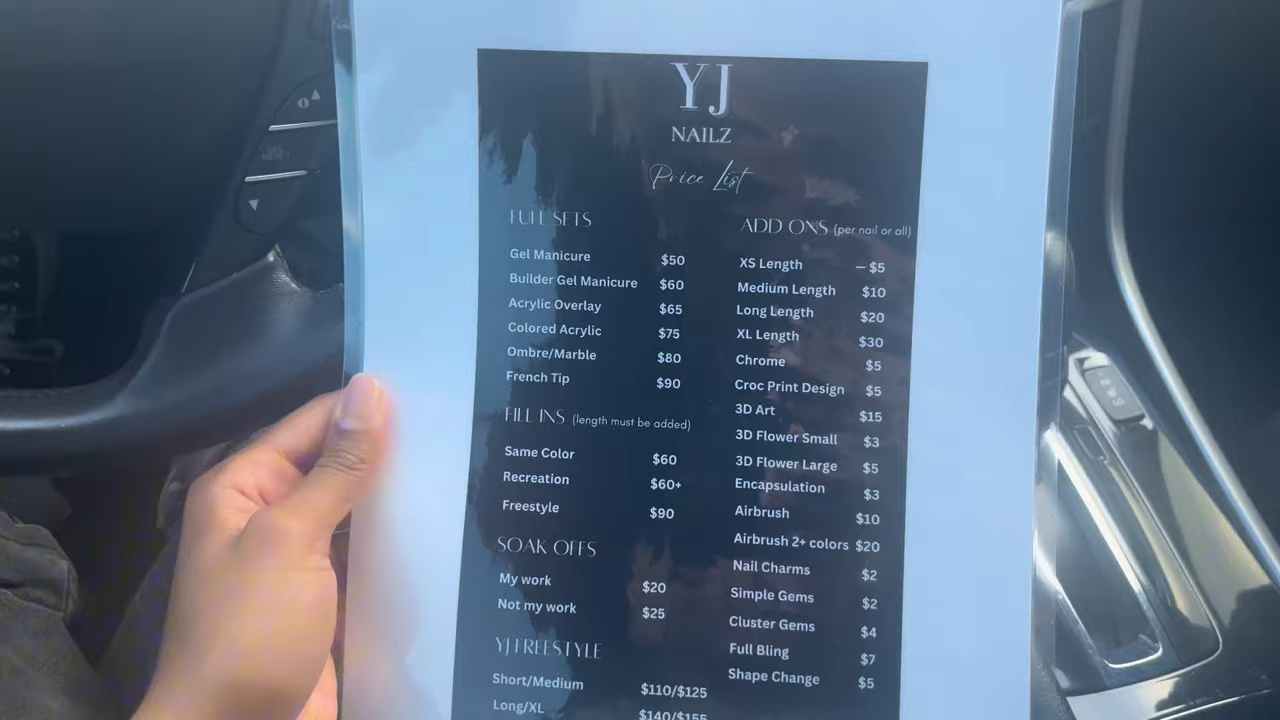 YJ
NAILZ
Price List
FULL SETS
Gel Manicure $50
Builder Gel Manicure $60
Acrylic Overlay $65
Colored Acrylic $75
Ombre/Marble $80
French Tip $90
FILL INS (length must be added)
Same Color $60
Recreation $60+
Freestyle $90
SOAK OFFS
My work $20
Not my work $25
YJ FREESTYLE
Short/Medium $110/$125
Long/XL $140/$155
ADD ONS (per nail or all)
XS Length – $5
Medium Length $10
Long Length $20
XL Length $30
Chrome $5
Croc Print Design $5
3D Art $15
3D Flower Small $3
3D Flower Large $5
Encapsulation $3
Airbrush $10
Airbrush 2+ colors $20
Nail Charms $2
Simple Gems $2
Cluster Gems $4
Full Bling $7
Shape Change $5